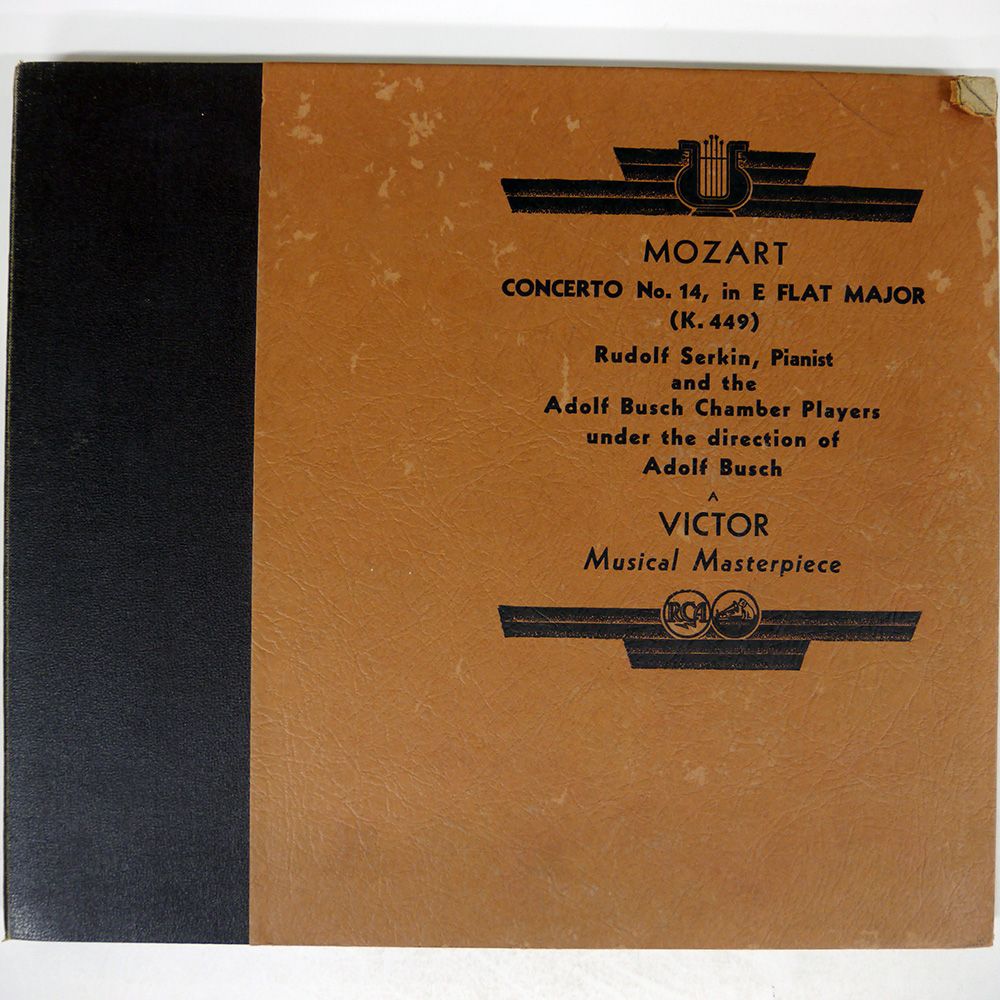 MOZART
CONCERTO No. 14, in E FLAT MAJOR
(K. 449)
Rudolf Serkin, Pianist
and the
Adolf Busch Chamber Players
under the direction of
Adolf Busch
A
VICTOR
Musical Masterpiece
RCA